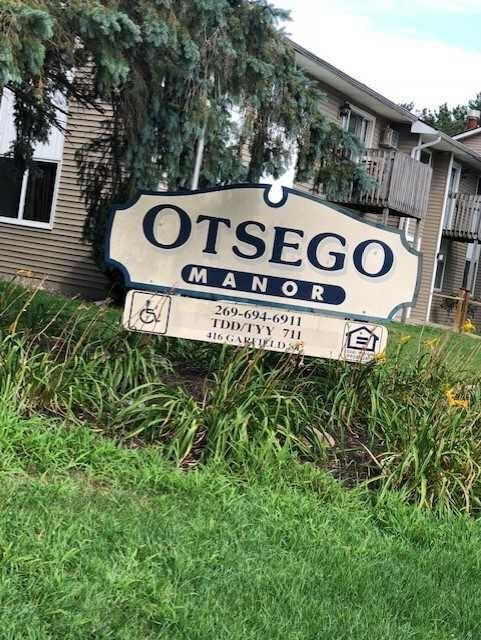 OTSEGO
MANOR
269-694-6911
TDD/TYY 711
416 GARFIELD